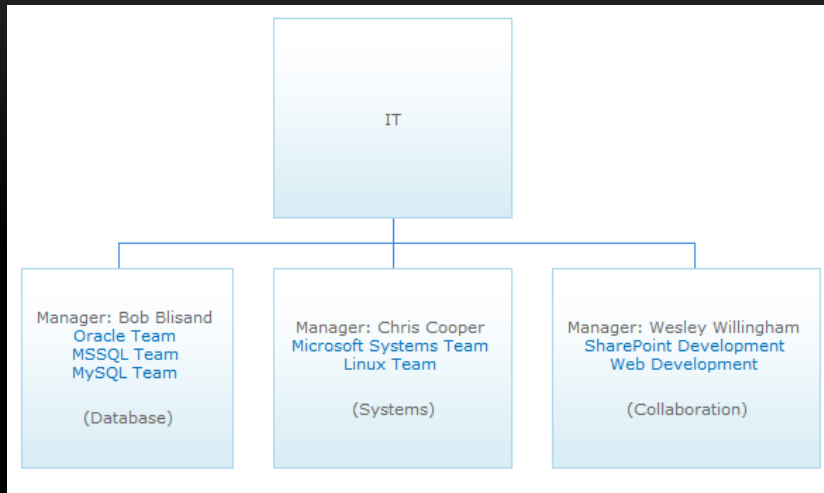 IT
Manager: Bob Blisand
Oracle Team
MSSQL Team
MySQL Team
(Database)
Manager: Chris Cooper
Microsoft Systems Team
Linux Team
(Systems)
Manager: Wesley Willingham
SharePoint Development
Web Development
(Collaboration)